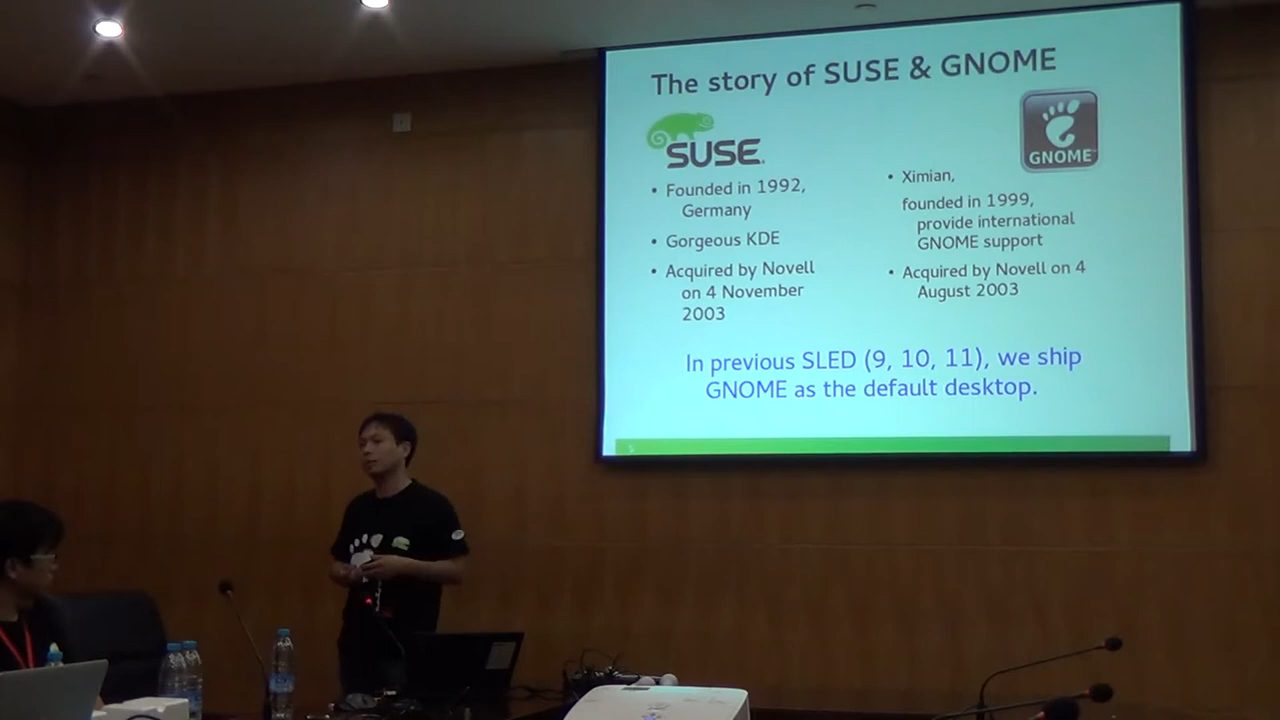 The story of SUSE & GNOME
SUSE.
GNOME™
• Founded in 1992,
Germany
• Gorgeous KDE
• Acquired by Novell
on 4 November
2003
• Ximian,
founded in 1999,
provide international
GNOME support
• Acquired by Novell on 4
August 2003
In previous SLED (9, 10, 11), we ship
GNOME as the default desktop.
5